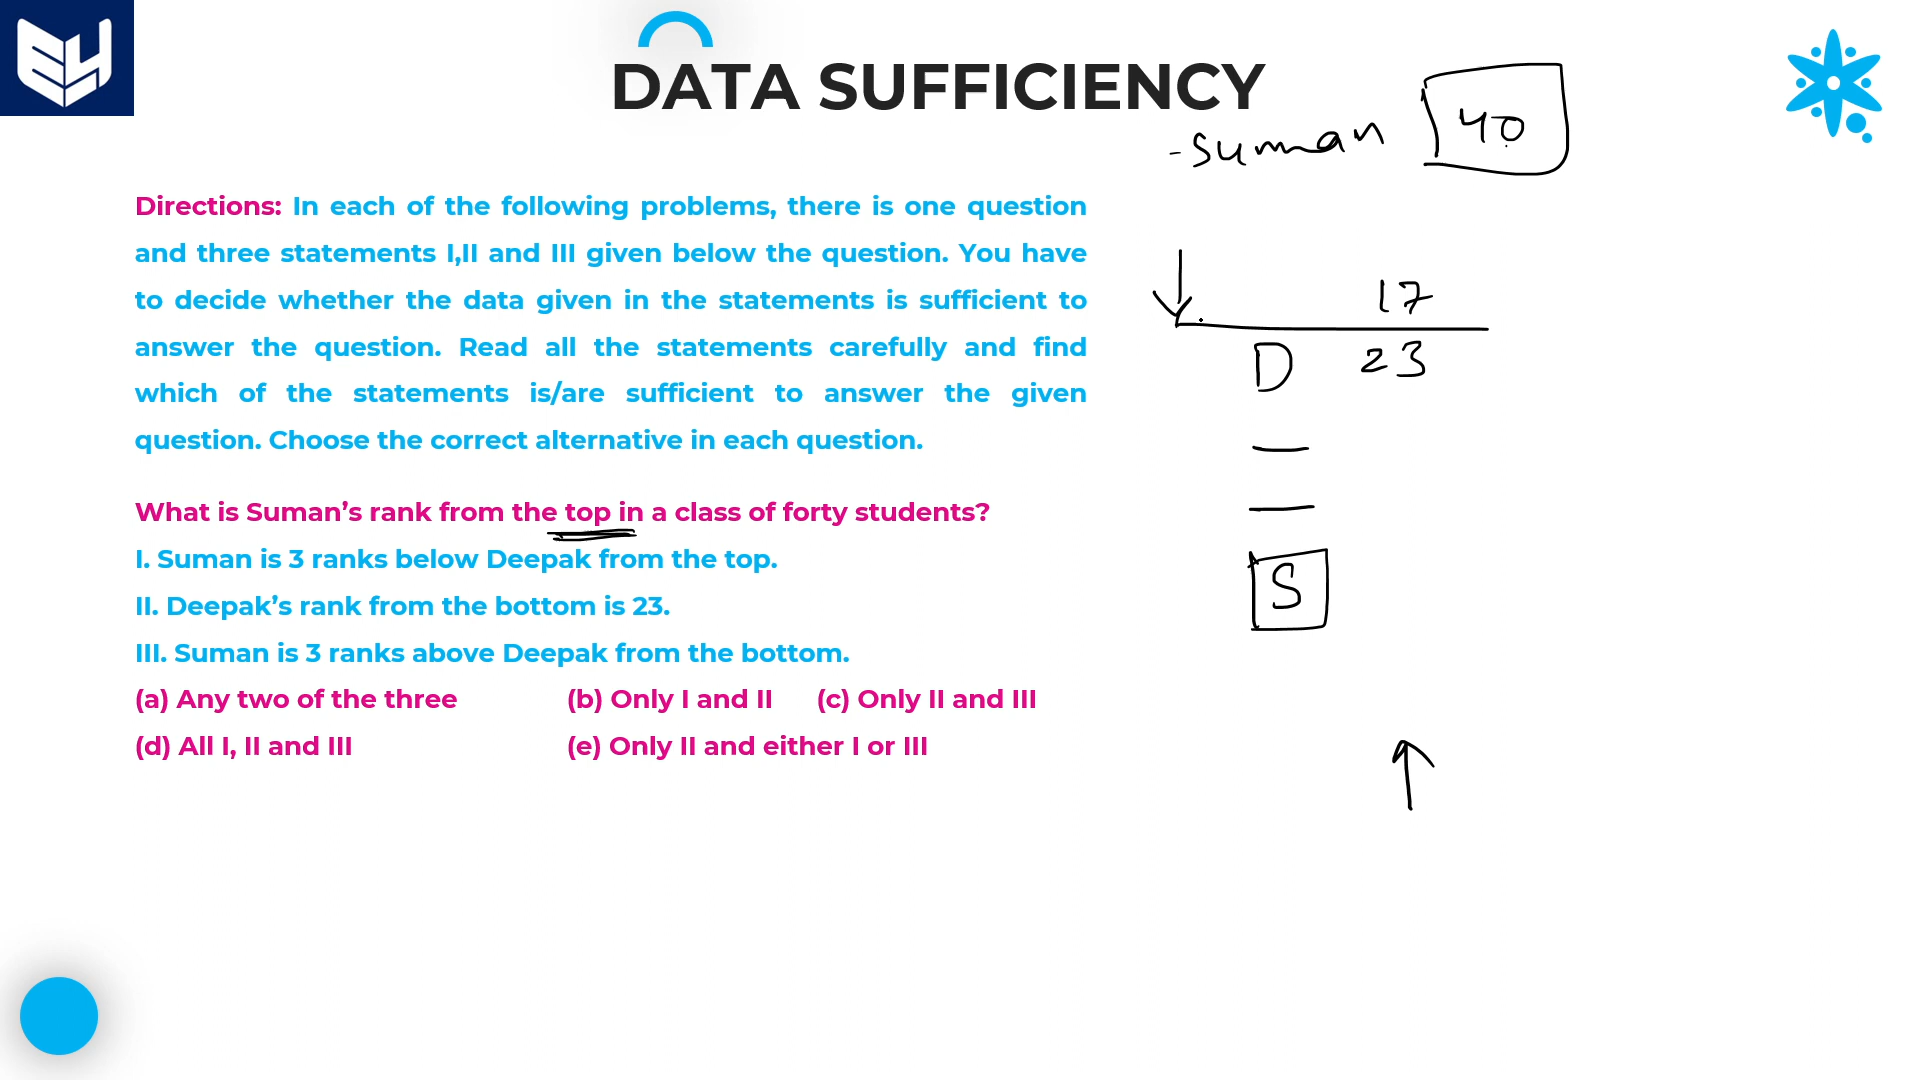 DATA SUFFICIENCY
-suman 40
Directions: In each of the following problems, there is one question
and three statements I,II and III given below the question. You have
to decide whether the data given in the statements is sufficient to
answer the question. Read all the statements carefully and find
which of the statements is/are sufficient to answer the given
question. Choose the correct alternative in each question.
What is Suman’s rank from the top in a class of forty students?
I. Suman is 3 ranks below Deepak from the top.
II. Deepak’s rank from the bottom is 23.
III. Suman is 3 ranks above Deepak from the bottom.
(a) Any two of the three (b) Only I and II (c) Only II and III
(d) All I, II and III (e) Only II and either I or III
17
D 23
S